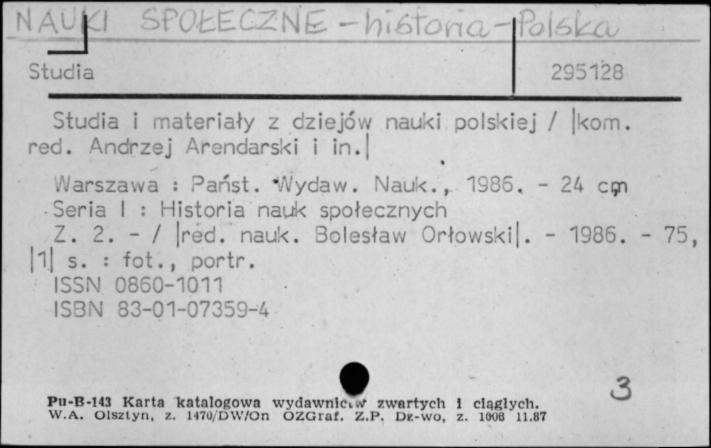 NAUKI SPOŁECZNE - historia - Polska
Studia 295128
Studia i materiały z dziejów nauki polskiej / |kom.
red. Andrzej Arendarski i in.|
Warszawa : Państ. Wydaw. Nauk., 1986. - 24 cm
Seria I : Historia nauk społecznych
Z. 2. - / |red. nauk. Bolesław Orłowski|. - 1986. - 75,
|1| s. : fot., portr.
ISSN 0860-1011
ISBN 83-01-07359-4
3
Pu-B-143 Karta katalogowa wydawnictw zwartych i ciągłych.
W.A. Olsztyn, z. 1470/DW/On OZGraf. Z.P. Dz-wo, z. 1008 11.87